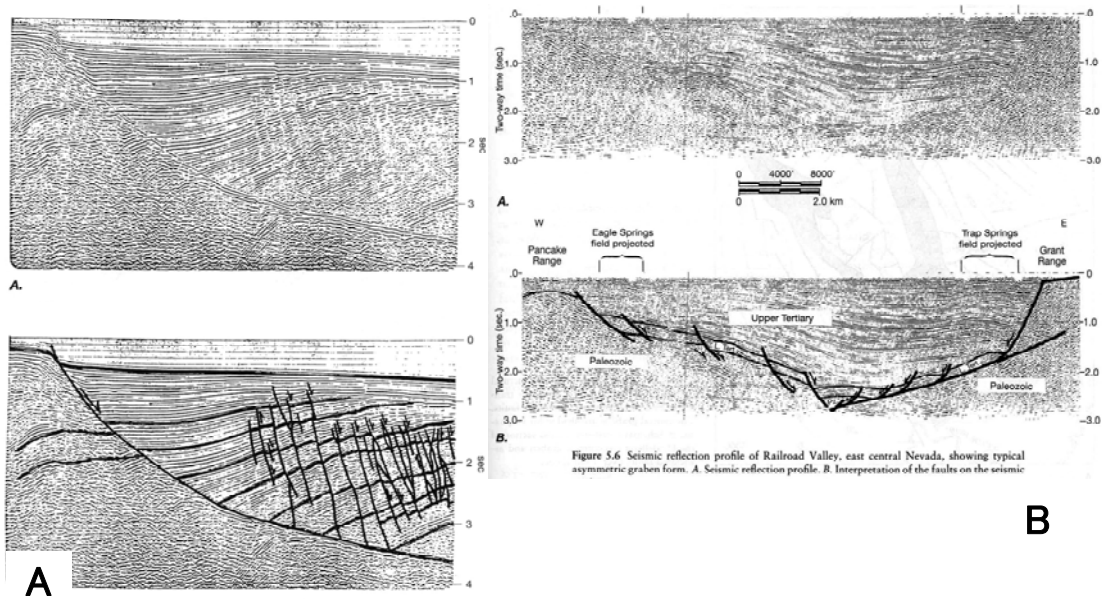 0
1
2
sec
3
4
A.
0
1
2
sec
3
4
A
.0
1.0
2.0
3.0
Two-way time (sec.)
.0
1.0
2.0
3.0
A.
0 4000' 8000'
0 2.0 km
W
E
Pancake
Range
Eagle Springs
field projected
Trap Springs
field projected
Grant
Range
.0
1.0
2.0
3.0
Two-way time (sec.)
0
1.0
2.0
3.0
Upper Tertiary
Paleozoic
Paleozoic
B.
Figure 5.6 Seismic reflection profile of Railroad Valley, east central Nevada, showing typical
asymmetric graben form. A. Seismic reflection profile. B. Interpretation of the faults on the seismic
B